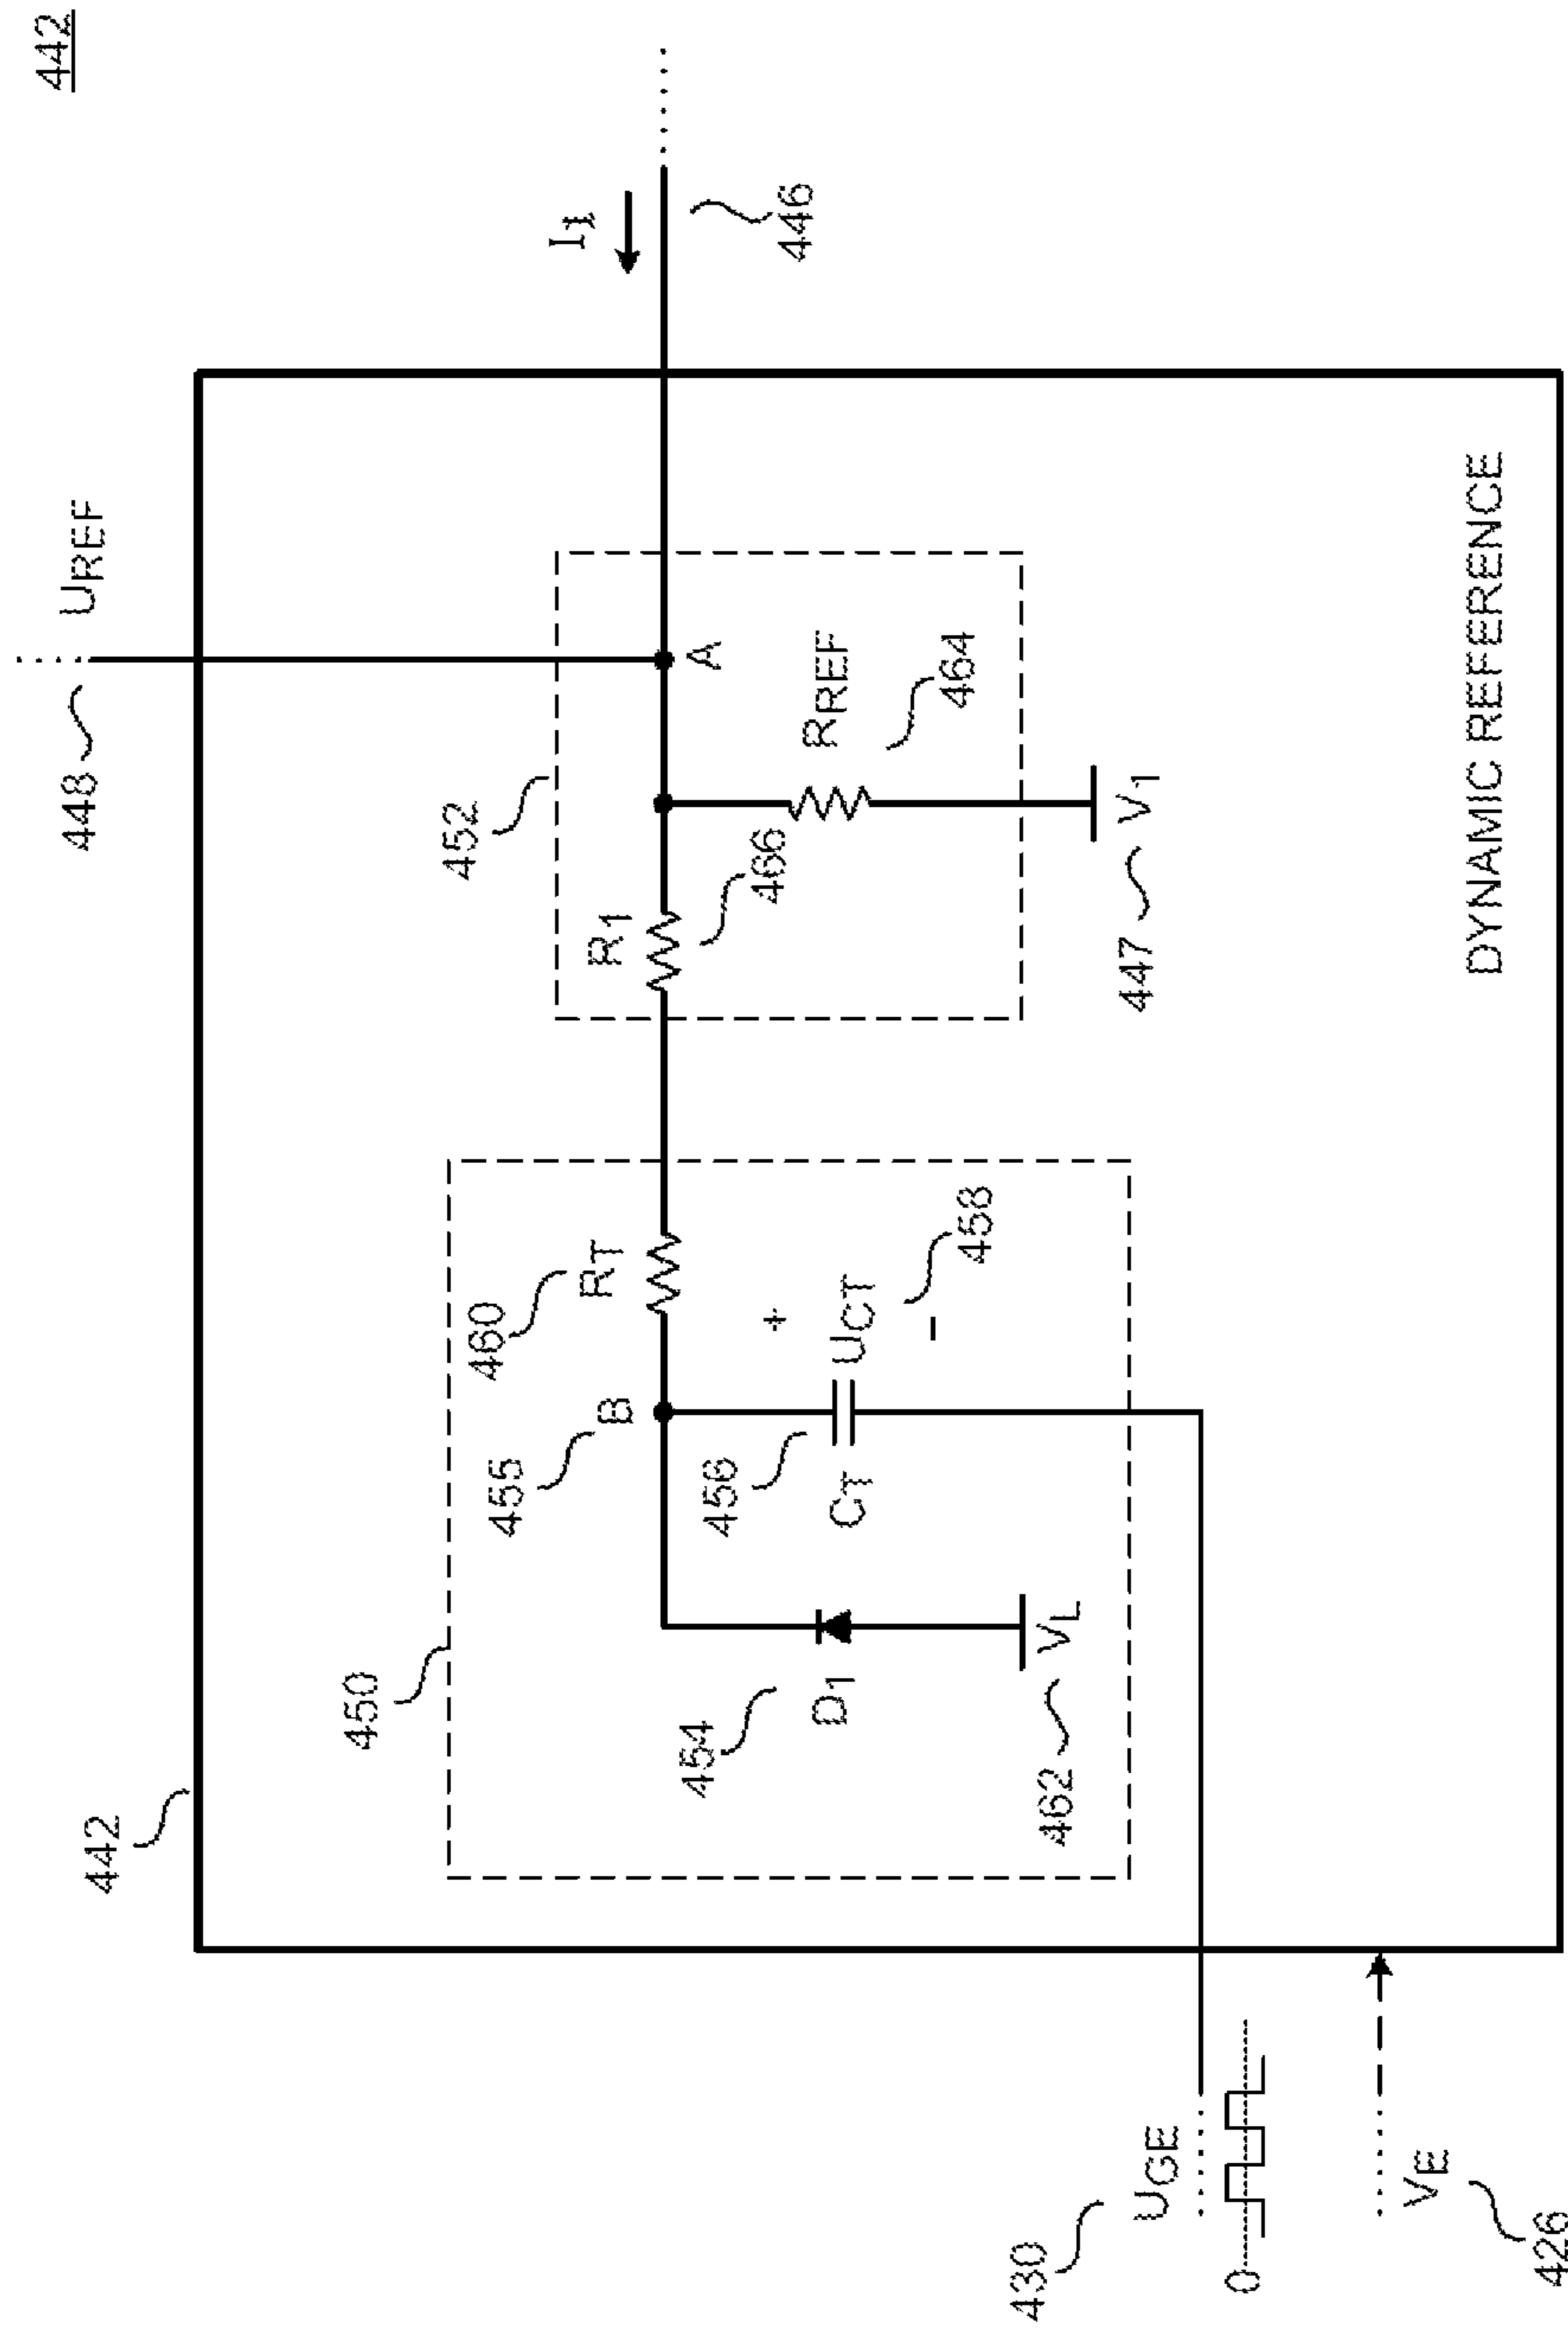 442
448
UREF
442
450
452
460
455
I1
RT
R1
B
454
A
456
466
446
+
D1
CT
UCT
RREF
-
464
458
430
462
VL
447
V1
UGE
0
VE
DYNAMIC REFERENCE
426